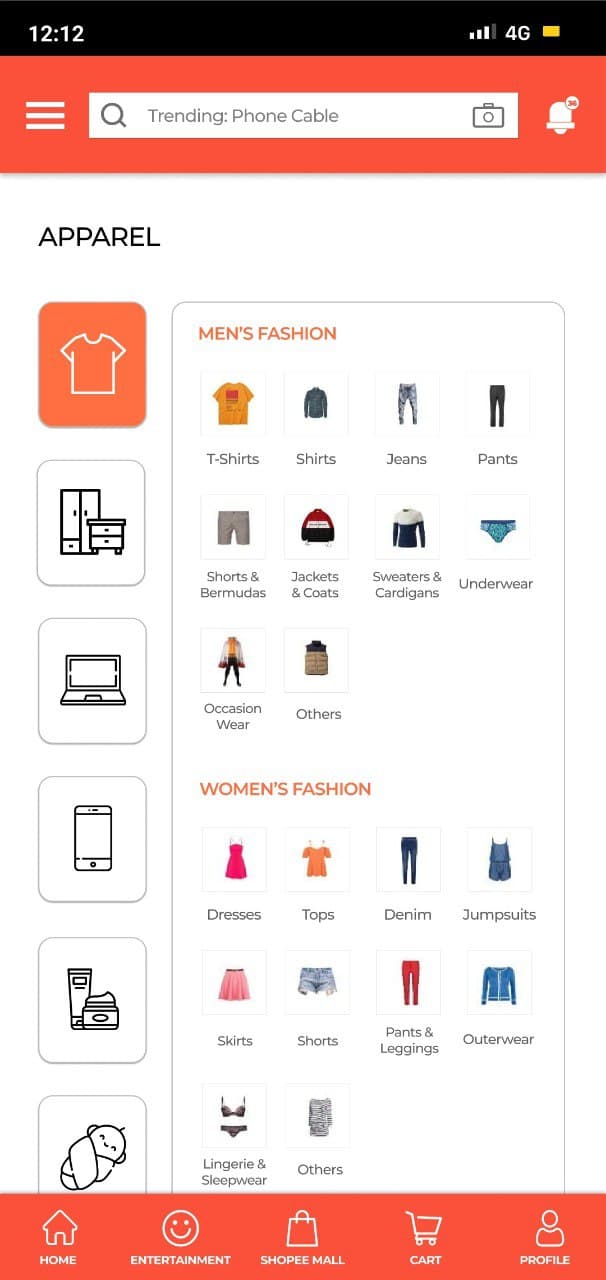 12:12
4G
Trending: Phone Cable
36
APPAREL
MEN'S FASHION
T-Shirts
Shirts
Jeans
Pants
Shorts &
Bermudas
Jackets
& Coats
Sweaters &
Cardigans
Underwear
Occasion
Wear
Others
WOMEN'S FASHION
Dresses
Tops
Denim
Jumpsuits
Skirts
Shorts
Pants &
Leggings
Outerwear
Lingerie &
Sleepwear
Others
HOME
ENTERTAINMENT
SHOPEE MALL
CART
PROFILE